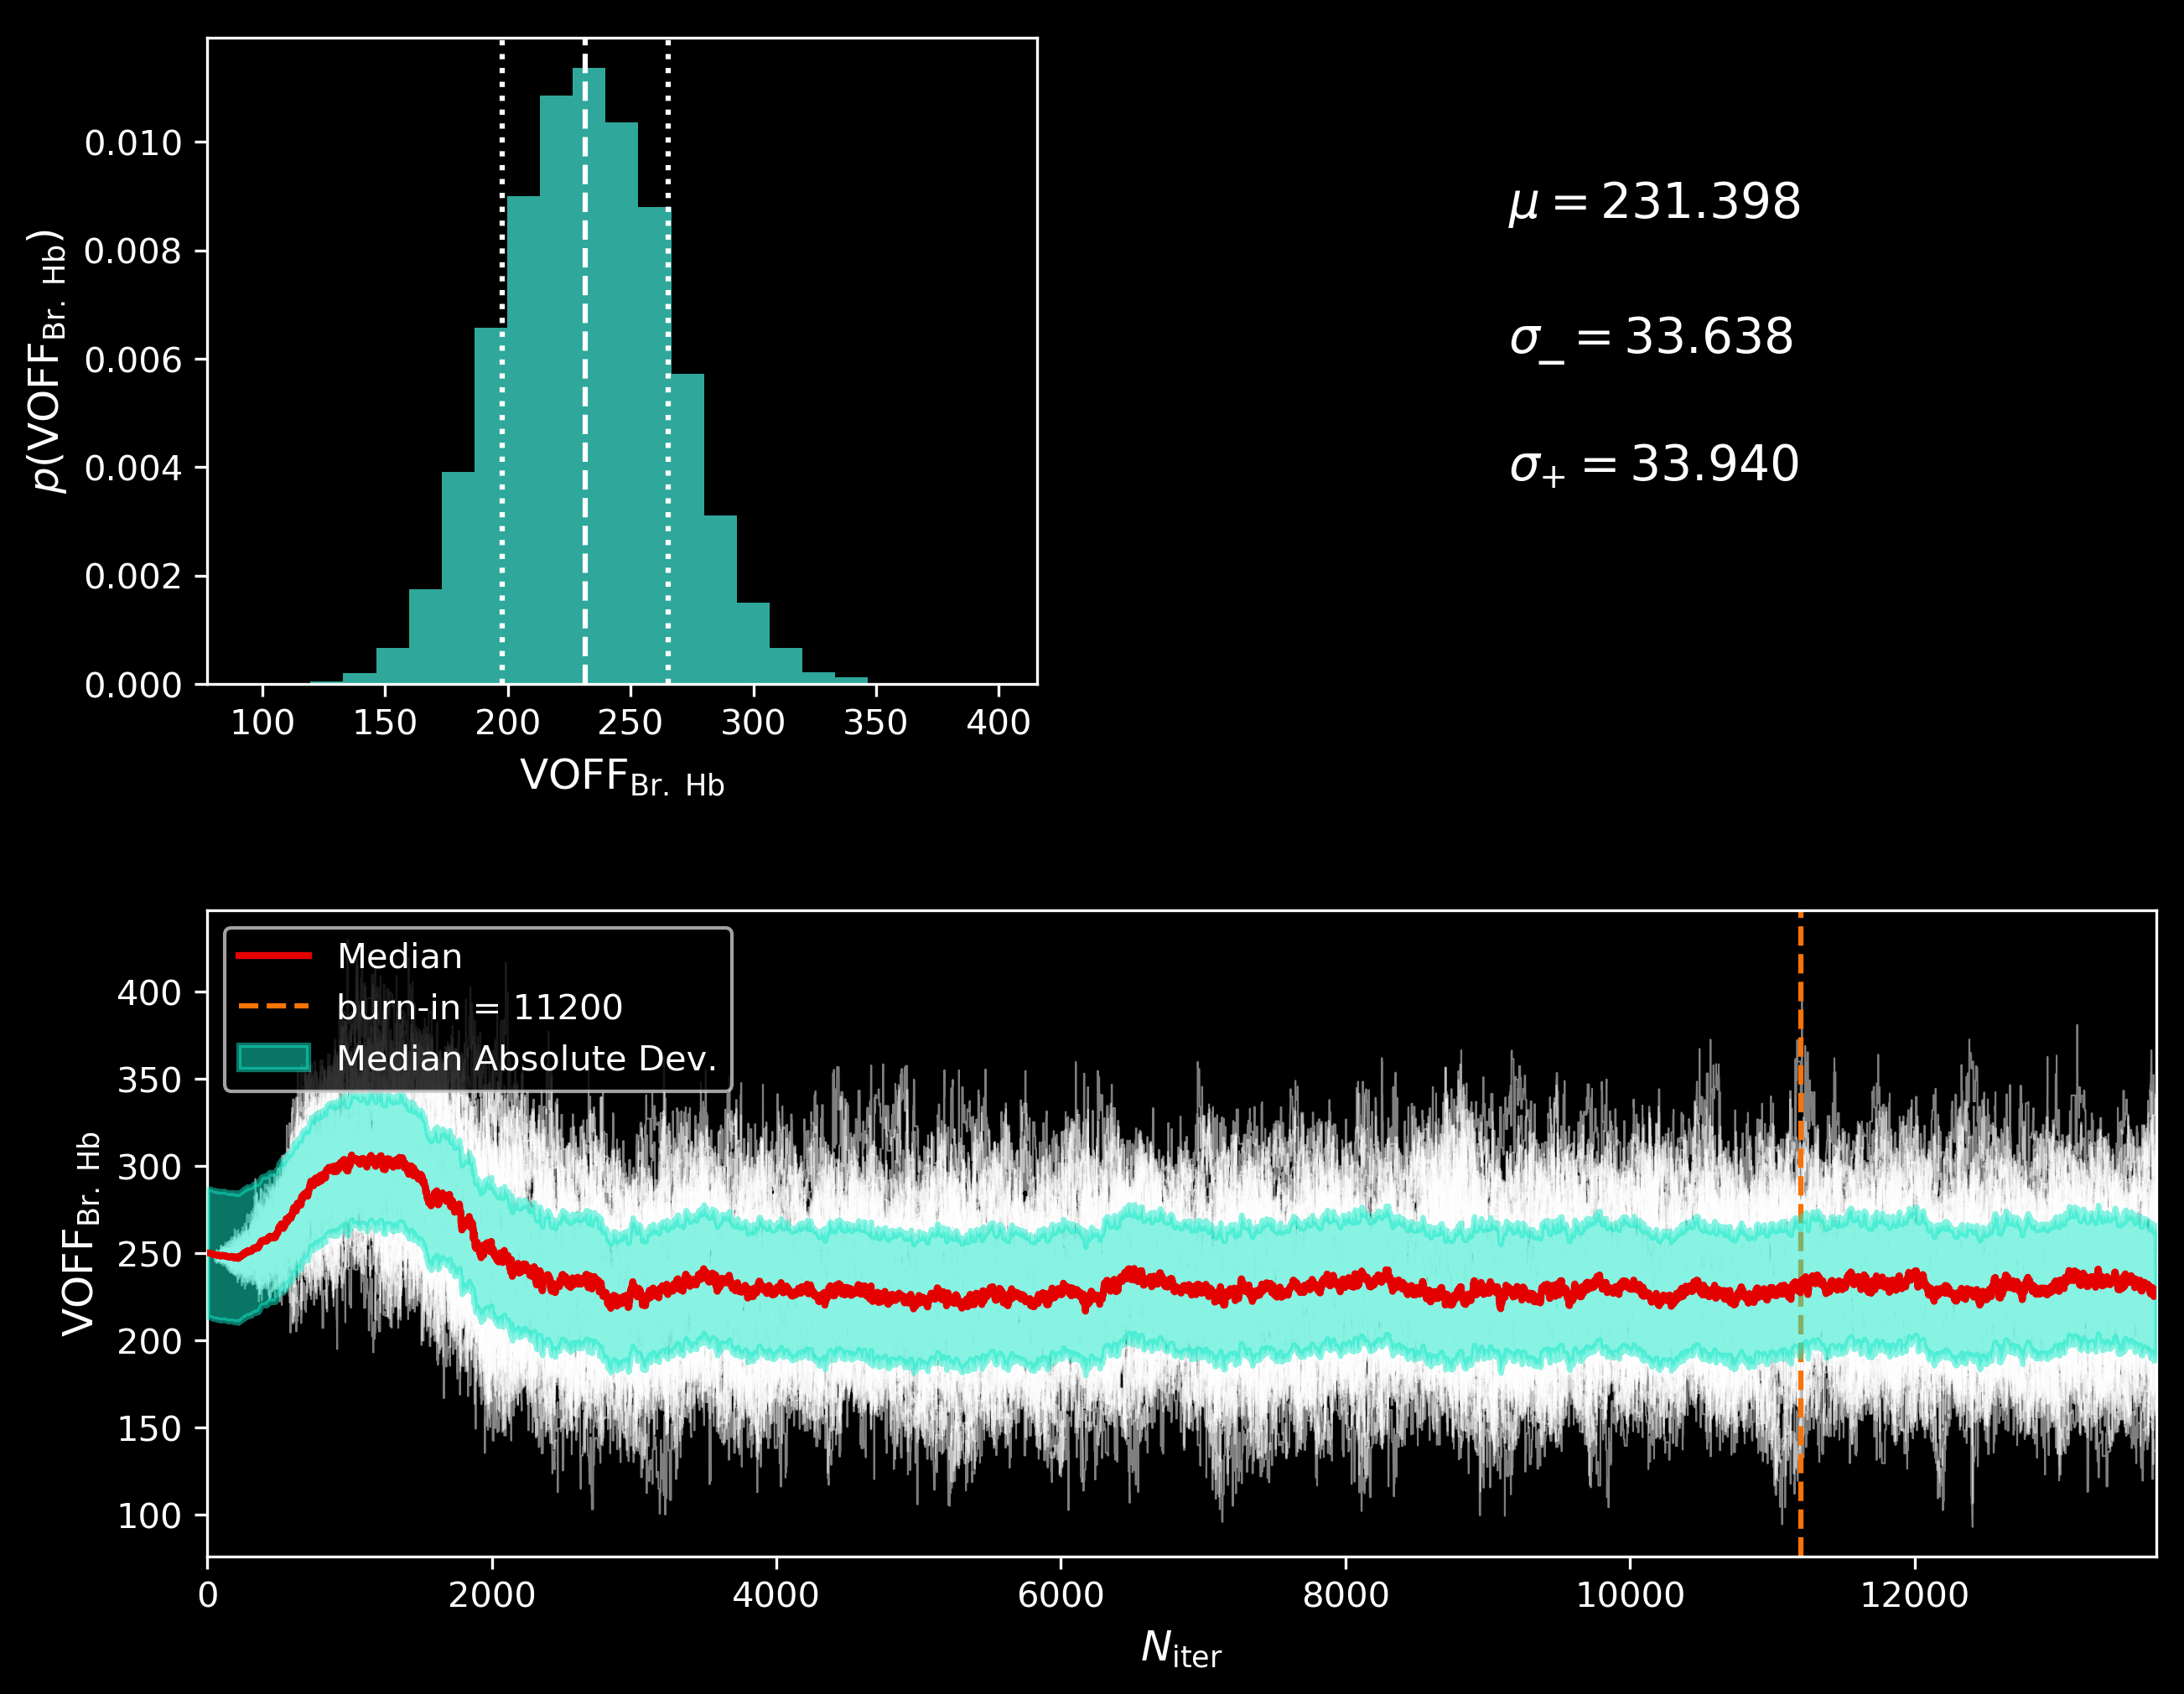 0.010
0.008
0.006
0.004
0.002
0.000
p(VOFF_Br. Hb)
100 150 200 250 300 350 400
VOFF_Br. Hb
μ = 231.398
σ_− = 33.638
σ_+ = 33.940
Median
burn-in = 11200
Median Absolute Dev.
400
350
300
250
200
150
100
VOFF_Br. Hb
0 2000 4000 6000 8000 10000 12000
N_iter